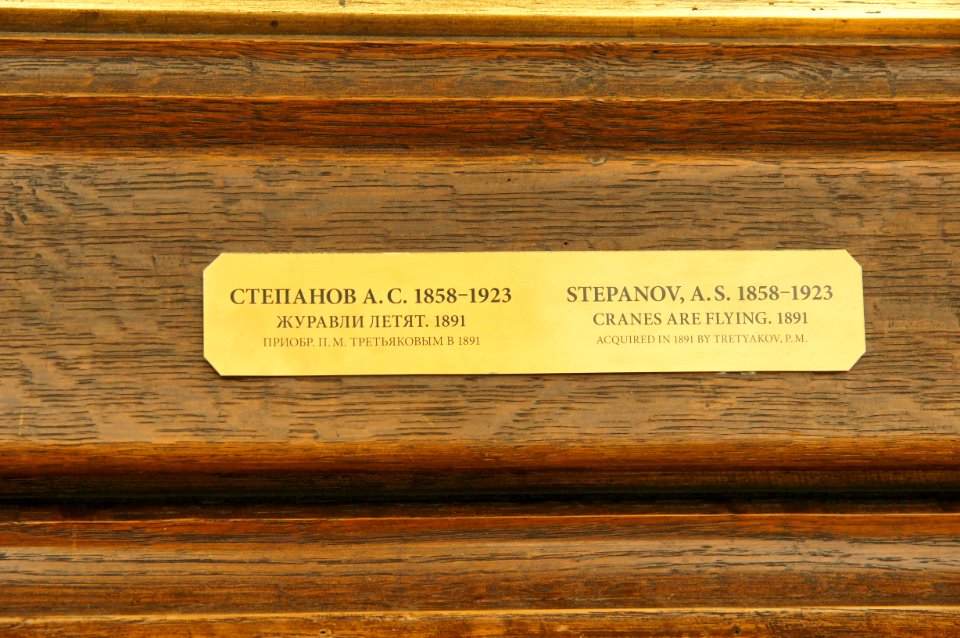 СТЕПАНОВ А. С. 1858–1923
ЖУРАВЛИ ЛЕТЯТ. 1891
ПРИОБР. П. М. ТРЕТЬЯКОВЫМ В 1891
STEPANOV, A. S. 1858–1923
CRANES ARE FLYING. 1891
ACQUIRED IN 1891 BY TRETYAKOV, P. M.